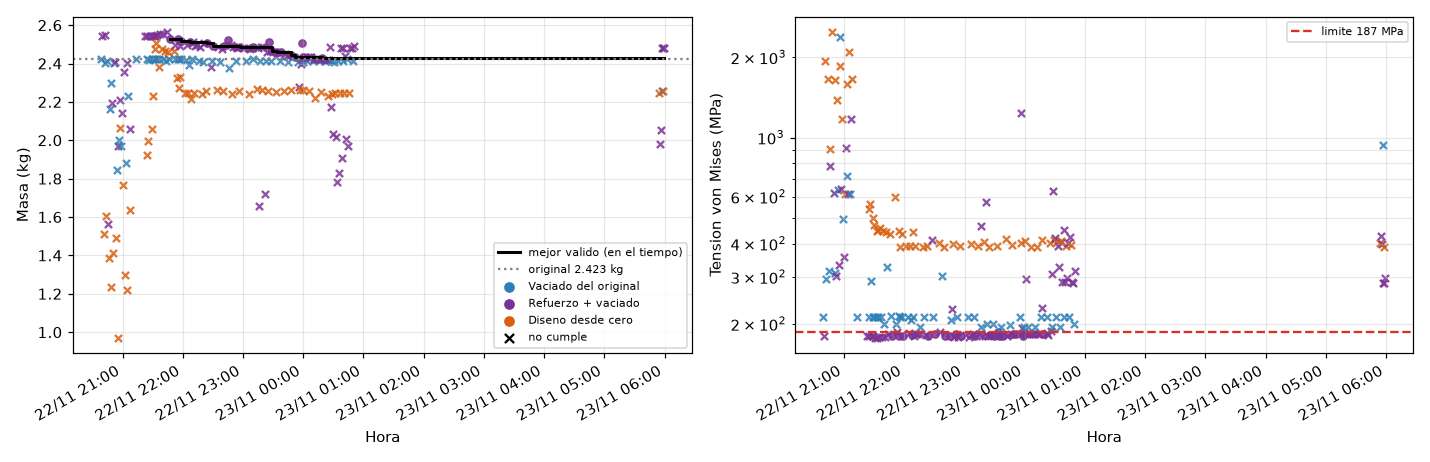 2.6
2.4
2.2
2.0
1.8
1.6
1.4
1.2
1.0
Masa (kg)
mejor valido (en el tiempo)
original 2.423 kg
Vaciado del original
Refuerzo + vaciado
Diseno desde cero
no cumple
22/11 21:00
22/11 22:00
22/11 23:00
23/11 00:00
23/11 01:00
23/11 02:00
23/11 03:00
23/11 04:00
23/11 05:00
23/11 06:00
Hora
limite 187 MPa
2 × 10³
10³
6 × 10²
4 × 10²
3 × 10²
2 × 10²
Tension von Mises (MPa)
22/11 21:00
22/11 22:00
22/11 23:00
23/11 00:00
23/11 01:00
23/11 02:00
23/11 03:00
23/11 04:00
23/11 05:00
23/11 06:00
Hora